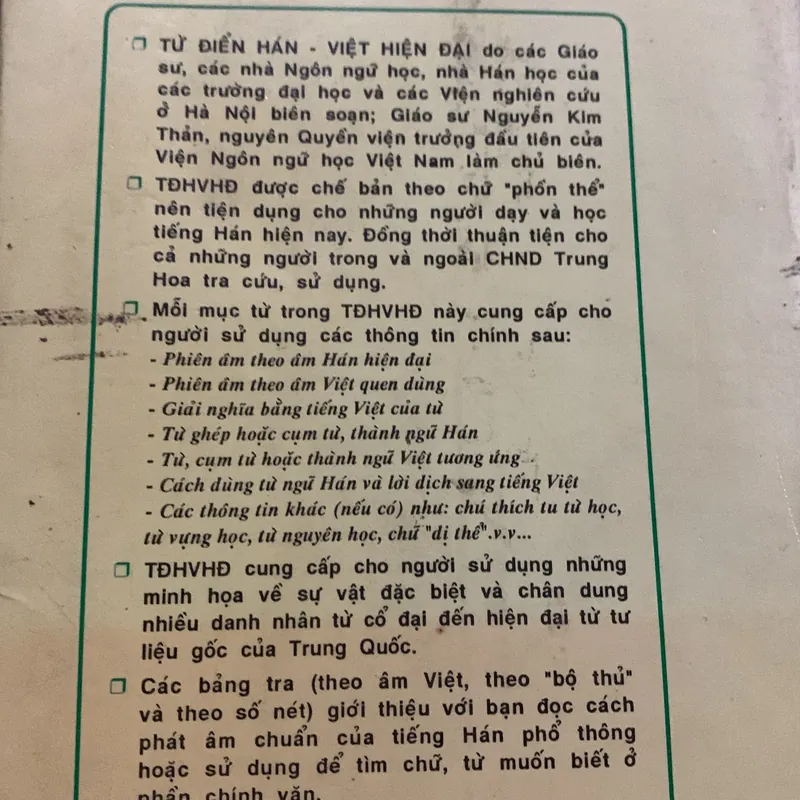 TỪ ĐIỂN HÁN - VIỆT HIỆN ĐẠI do các Giáo
sư, các nhà Ngôn ngữ học, nhà Hán học của
các trường đại học và các Viện nghiên cứu
ở Hà Nội biên soạn; Giáo sư Nguyễn Kim
Thản, nguyên Quyền viện trưởng đầu tiên của
Viện Ngôn ngữ học Việt Nam làm chủ biên.
TĐHVHĐ được chế bản theo chữ "phồn thể"
nên tiện dụng cho những người dạy và học
tiếng Hán hiện nay. Đồng thời thuận tiện cho
cả những người trong và ngoài CHND Trung
Hoa tra cứu, sử dụng.
Mỗi mục từ trong TĐHVHĐ này cung cấp cho
người sử dụng các thông tin chính sau:
- Phiên âm theo âm Hán hiện đại
- Phiên âm theo âm Việt quen dùng
- Giải nghĩa bằng tiếng Việt của từ
- Từ ghép hoặc cụm từ, thành ngữ Hán
- Từ, cụm từ hoặc thành ngữ Việt tương ứng
- Cách dùng từ ngữ Hán và lời dịch sang tiếng Việt
- Các thông tin khác (nếu có) như: chú thích tu từ học,
từ vựng học, từ nguyên học, chữ "dị thể".v.v...
TĐHVHĐ cung cấp cho người sử dụng những
minh họa về sự vật đặc biệt và chân dung
nhiều danh nhân từ cổ đại đến hiện đại từ tư
liệu gốc của Trung Quốc.
Các bảng tra (theo âm Việt, theo "bộ thủ"
và theo số nét) giới thiệu với bạn đọc cách
phát âm chuẩn của tiếng Hán phổ thông
hoặc sử dụng để tìm chữ, từ muốn biết ở
phần chính văn.